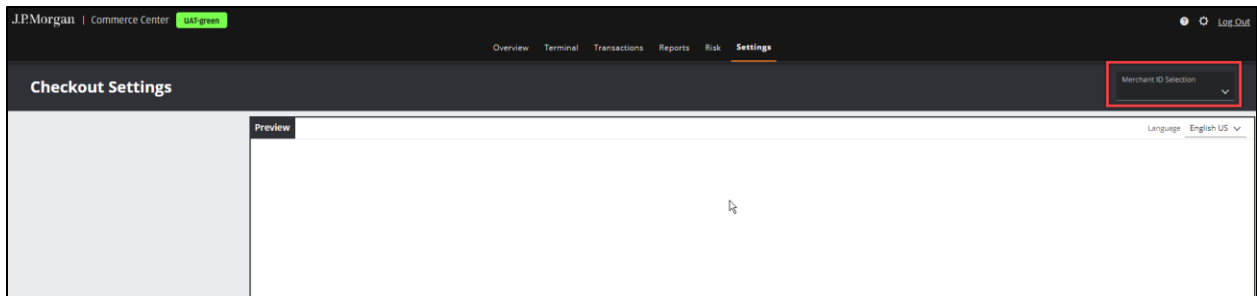 J.P.Morgan | Commerce Center UAT-green Log Out
Overview Terminal Transactions Reports Risk Settings
Checkout Settings
Merchant ID Selection
Preview
Language English US